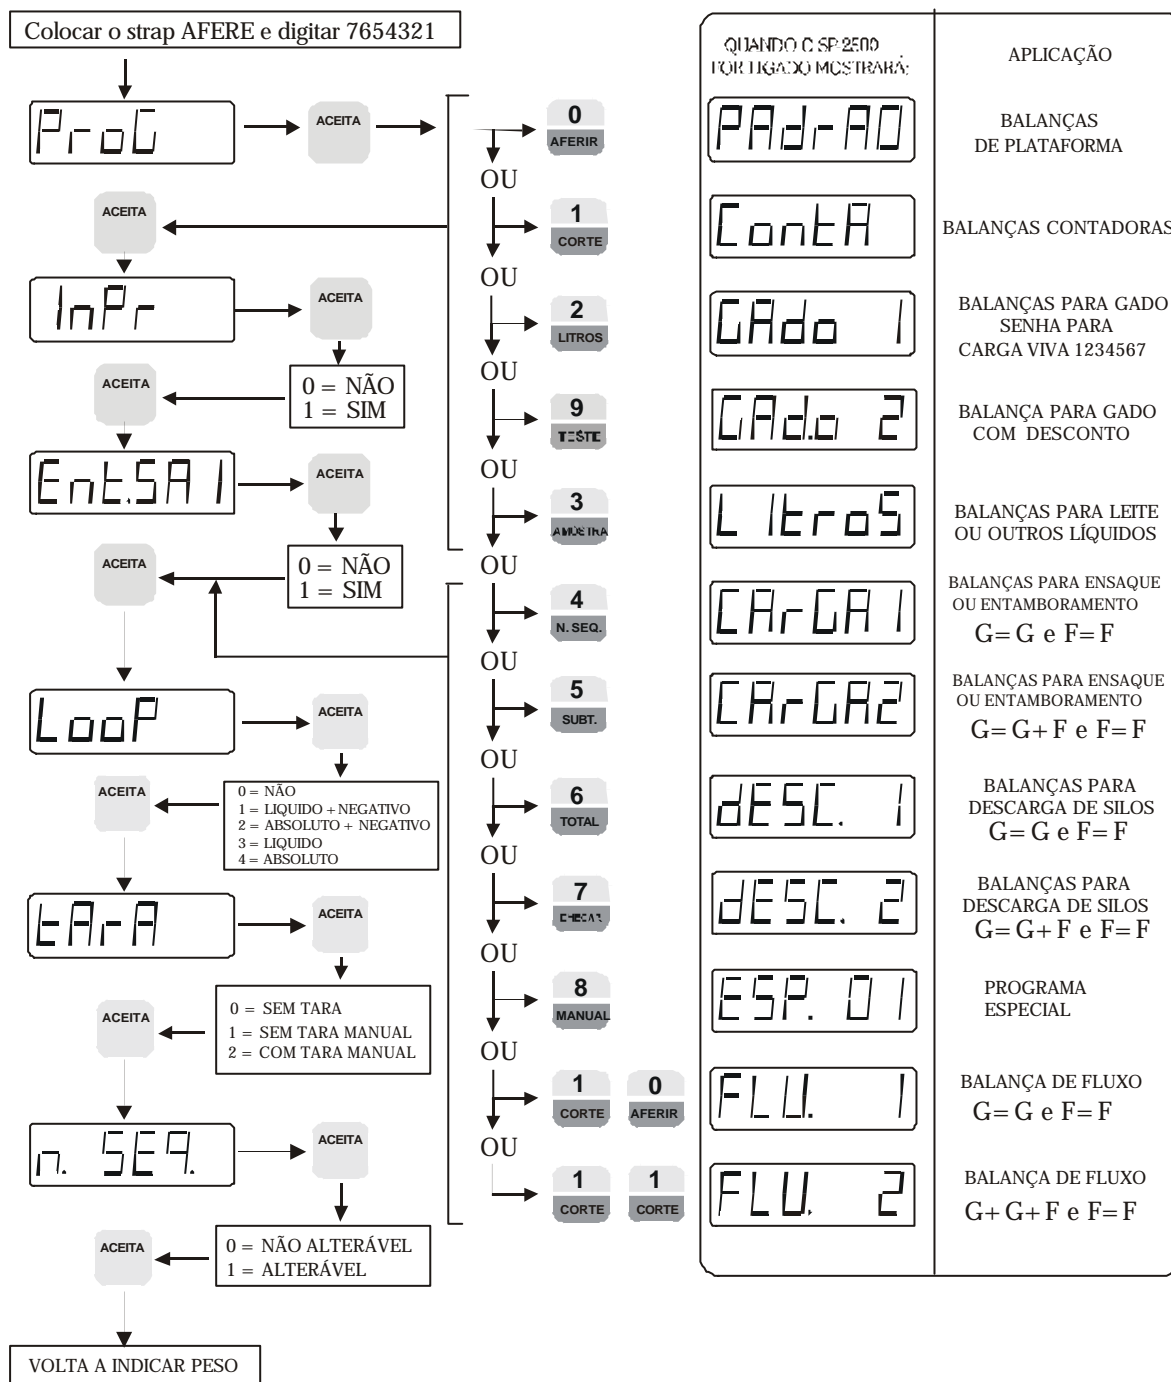 Colocar o strap AFERE e digitar 7654321
ProG
ACEITA
ACEITA
InPr
ACEITA
0 = NÃO
1 = SIM
ACEITA
Ent.SAI
ACEITA
0 = NÃO
1 = SIM
ACEITA
LooP
ACEITA
0 = NÃO
1 = LIQUIDO + NEGATIVO
2 = ABSOLUTO + NEGATIVO
3 = LIQUIDO
4 = ABSOLUTO
ACEITA
tArA
ACEITA
0 = SEM TARA
1 = SEM TARA MANUAL
2 = COM TARA MANUAL
ACEITA
n. SEq.
ACEITA
0 = NÃO ALTERÁVEL
1 = ALTERÁVEL
ACEITA
VOLTA A INDICAR PESO
0
AFERIR
OU
1
CORTE
OU
2
LITROS
OU
9
TESTE
OU
3
AMOSTRA
OU
4
N. SEQ.
OU
5
SUBT.
OU
6
TOTAL
OU
7
OU
8
MANUAL
OU
1 0
CORTE AFERIR
OU
1 1
CORTE CORTE
QUANDO O SP-2500
FOR LIGADO MOSTRARÁ:
APLICAÇÃO
PAdrAO
BALANÇAS
DE PLATAFORMA
ContA
BALANÇAS CONTADORAS
GAdo 1
BALANÇAS PARA GADO
SENHA PARA
CARGA VIVA 1234567
GAd.o 2
BALANÇA PARA GADO
COM DESCONTO
LItroS
BALANÇAS PARA LEITE
OU OUTROS LÍQUIDOS
CArGA1
BALANÇAS PARA ENSAQUE
OU ENTAMBORAMENTO
G=G e F=F
CArGA2
BALANÇAS PARA ENSAQUE
OU ENTAMBORAMENTO
G=G+F e F=F
dESC. 1
BALANÇAS PARA
DESCARGA DE SILOS
G=G e F=F
dESC. 2
BALANÇAS PARA
DESCARGA DE SILOS
G=G+F e F=F
ESP. 01
PROGRAMA
ESPECIAL
FLU. 1
BALANÇA DE FLUXO
G=G e F=F
FLU. 2
BALANÇA DE FLUXO
G+G+F e F=F